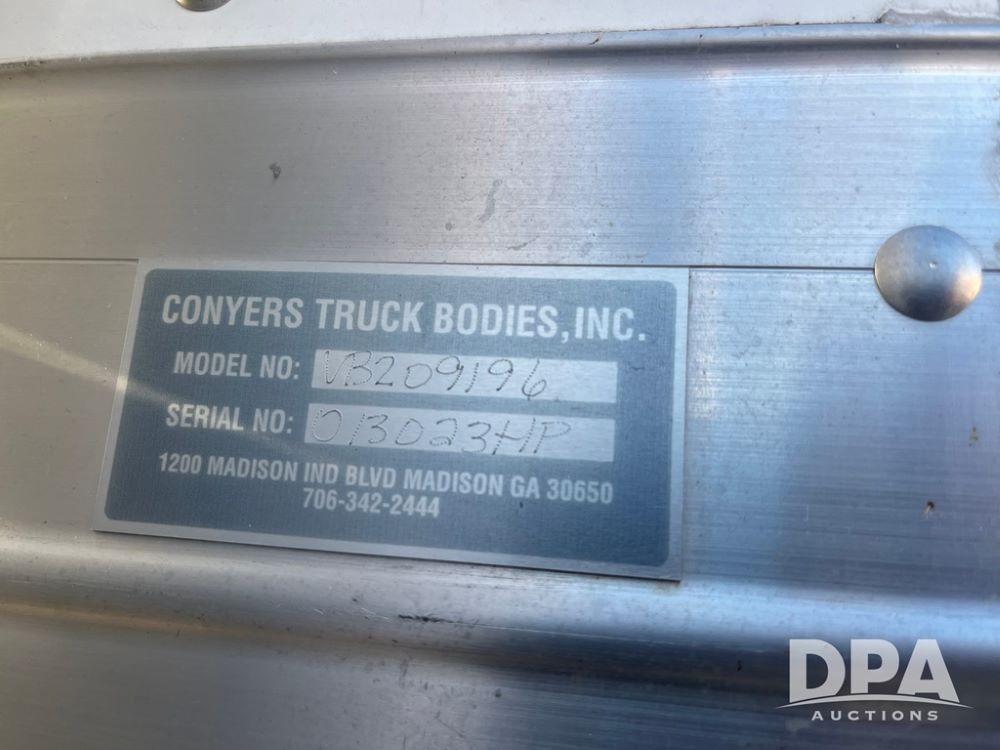 CONYERS TRUCK BODIES, INC.
MODEL NO: VB209196
SERIAL NO: 013023HP
1200 MADISON IND BLVD MADISON GA 30650
706-342-2444
DPA
AUCTIONS